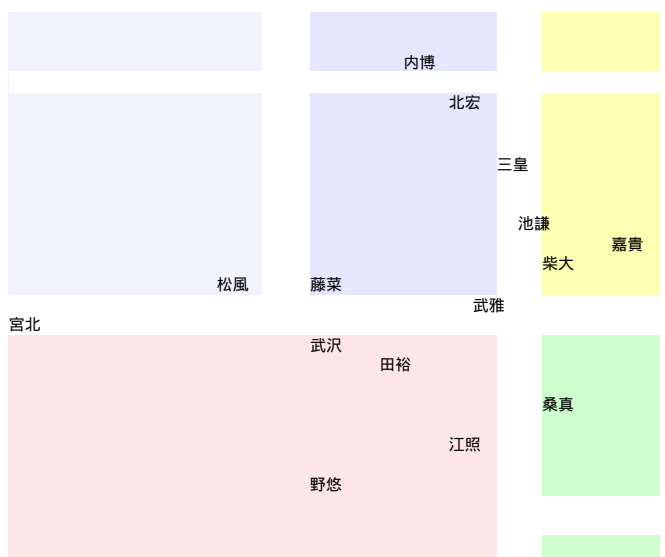 内博
北宏
三皇
池謙
嘉貴
柴大
松風
藤菜
武雅
宮北
武沢
田裕
桑真
江照
野悠